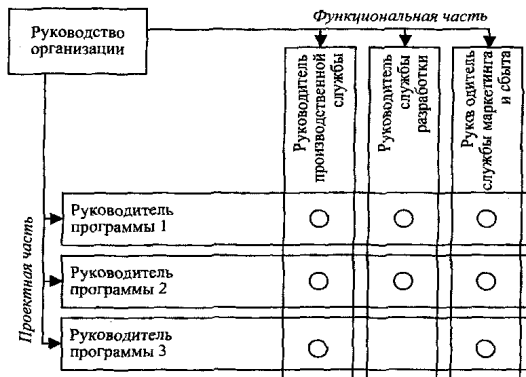 Функциональная часть
Руководство
организации
Руководитель
производственной
службы
Руководитель
службы
разработки
Руков одитель
службы маркетинга
и сбыта
Проектная часть
Руководитель
программы 1
Руководитель
программы 2
Руководитель
программы 3